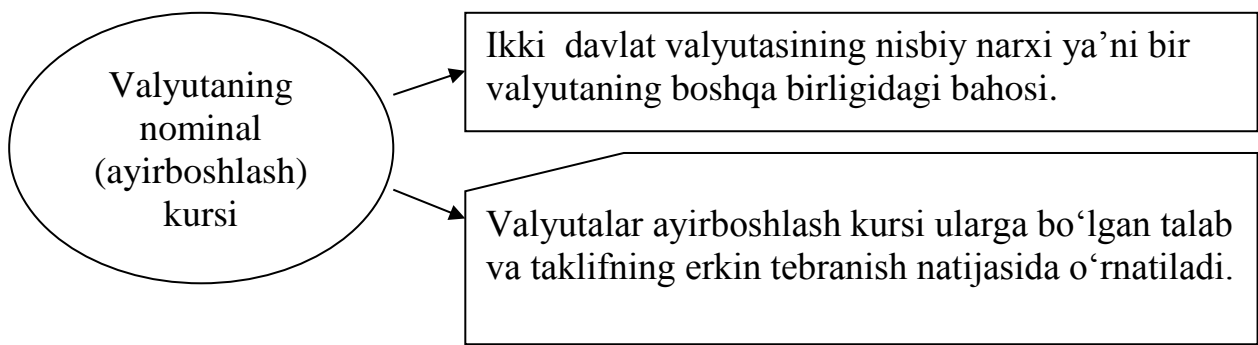 Valyutaning
nominal
(ayirboshlash)
kursi
Ikki davlat valyutasining nisbiy narxi ya’ni bir
valyutaning boshqa birligidagi bahosi.
Valyutalar ayirboshlash kursi ularga bo‘lgan talab
va taklifning erkin tebranish natijasida o‘rnatiladi.